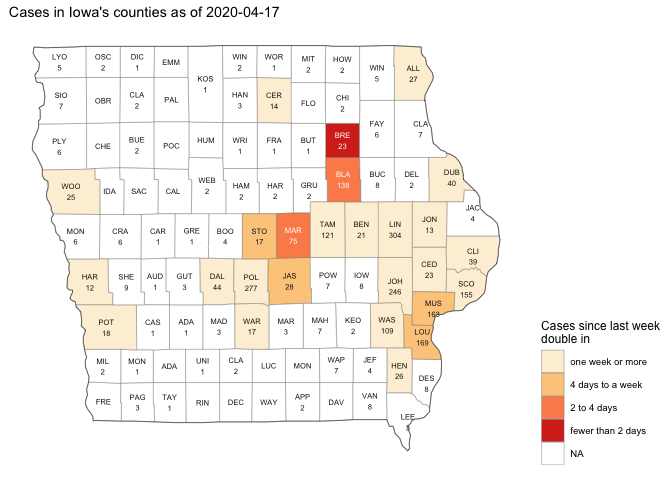 Cases in Iowa's counties as of 2020-04-17
LYO OSC DIC EMM WIN WOR MIT HOW WIN ALL
5 2 1 2 1 2 2 5 27
KOS
1
SIO OBR CLA PAL HAN CER FLO CHI
7 2 3 14 2
FAY CLA
6 7
PLY CHE BUE POC HUM WRI FRA BUT BRE
6 2 1 1 1 23
WOO IDA SAC CAL WEB HAM HAR GRU BLA BUC DEL DUB
25 2 2 2 2 138 8 2 40
JAC
4
MON CRA CAR GRE BOO STO MAR TAM BEN LIN JON
6 6 1 1 4 17 75 121 21 304 13
CLI
39
HAR SHE AUD GUT DAL POL JAS POW IOW JOH CED SCO
12 9 1 3 44 277 28 7 8 246 23 155
MUS
163
POT CAS ADA MAD WAR MAR MAH KEO WAS LOU
18 1 1 3 17 3 7 2 109 169
MIL MON ADA UNI CLA LUC MON WAP JEF HEN DES
2 1 1 2 7 4 26 8
FRE PAG TAY RIN DEC WAY APP DAV VAN LEE
3 1 2 8 3
Cases since last week
double in
one week or more
4 days to a week
2 to 4 days
fewer than 2 days
NA